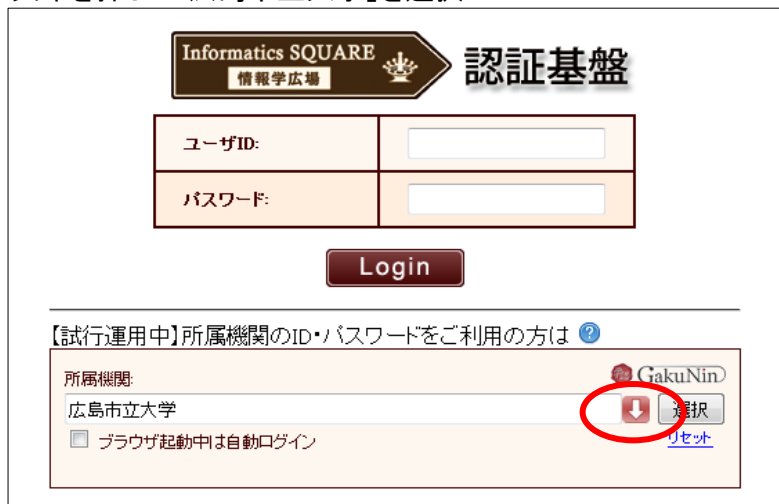 Informatics SQUARE
情報学広場
認証基盤
ユーザID:
パスワード:
Login
【試行運用中】所属機関のID・パスワードをご利用の方は ?
所属機関:
GakuNin
広島市立大学
選択
ブラウザ起動中は自動ログイン
リセット